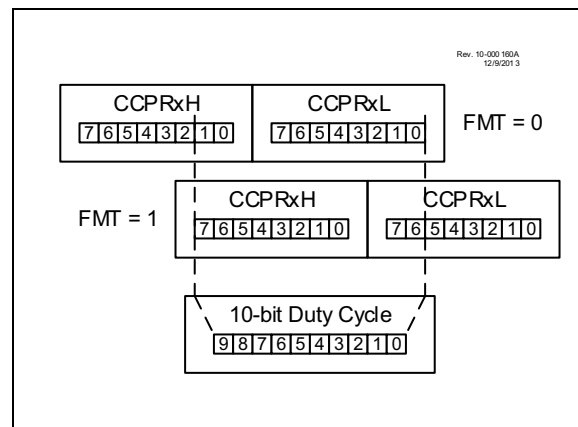 Rev. 10-000 160A
12/9/201 3
CCPRxH CCPRxL
7 6 5 4 3 2 1 0 7 6 5 4 3 2 1 0 FMT = 0
CCPRxH CCPRxL
FMT = 1 7 6 5 4 3 2 1 0 7 6 5 4 3 2 1 0
10-bit Duty Cycle
9 8 7 6 5 4 3 2 1 0